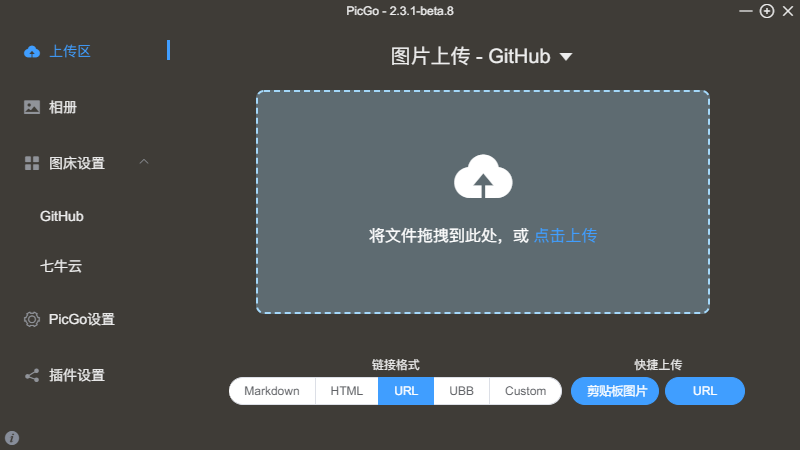 PicGo - 2.3.1-beta.8
上传区
相册
图床设置
GitHub
七牛云
PicGo设置
插件设置
图片上传 - GitHub
将文件拖拽到此处，或 点击上传
链接格式
Markdown HTML URL UBB Custom
快捷上传
剪贴板图片 URL